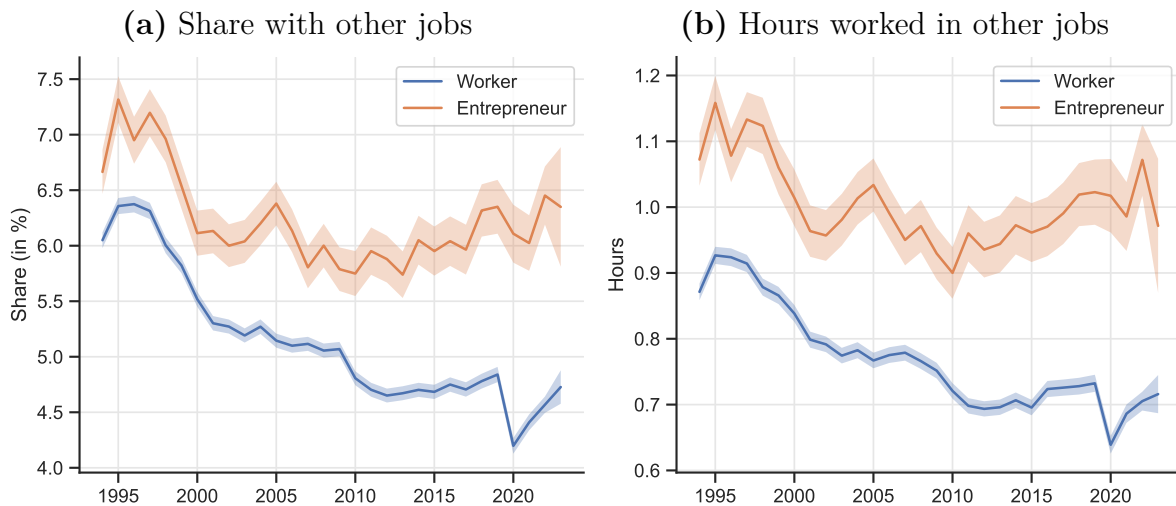 (a) Share with other jobs
Share (in %)
7.5
7.0
6.5
6.0
5.5
5.0
4.5
4.0
1995 2000 2005 2010 2015 2020
Worker
Entrepreneur
(b) Hours worked in other jobs
Hours
1.2
1.1
1.0
0.9
0.8
0.7
0.6
1995 2000 2005 2010 2015 2020
Worker
Entrepreneur